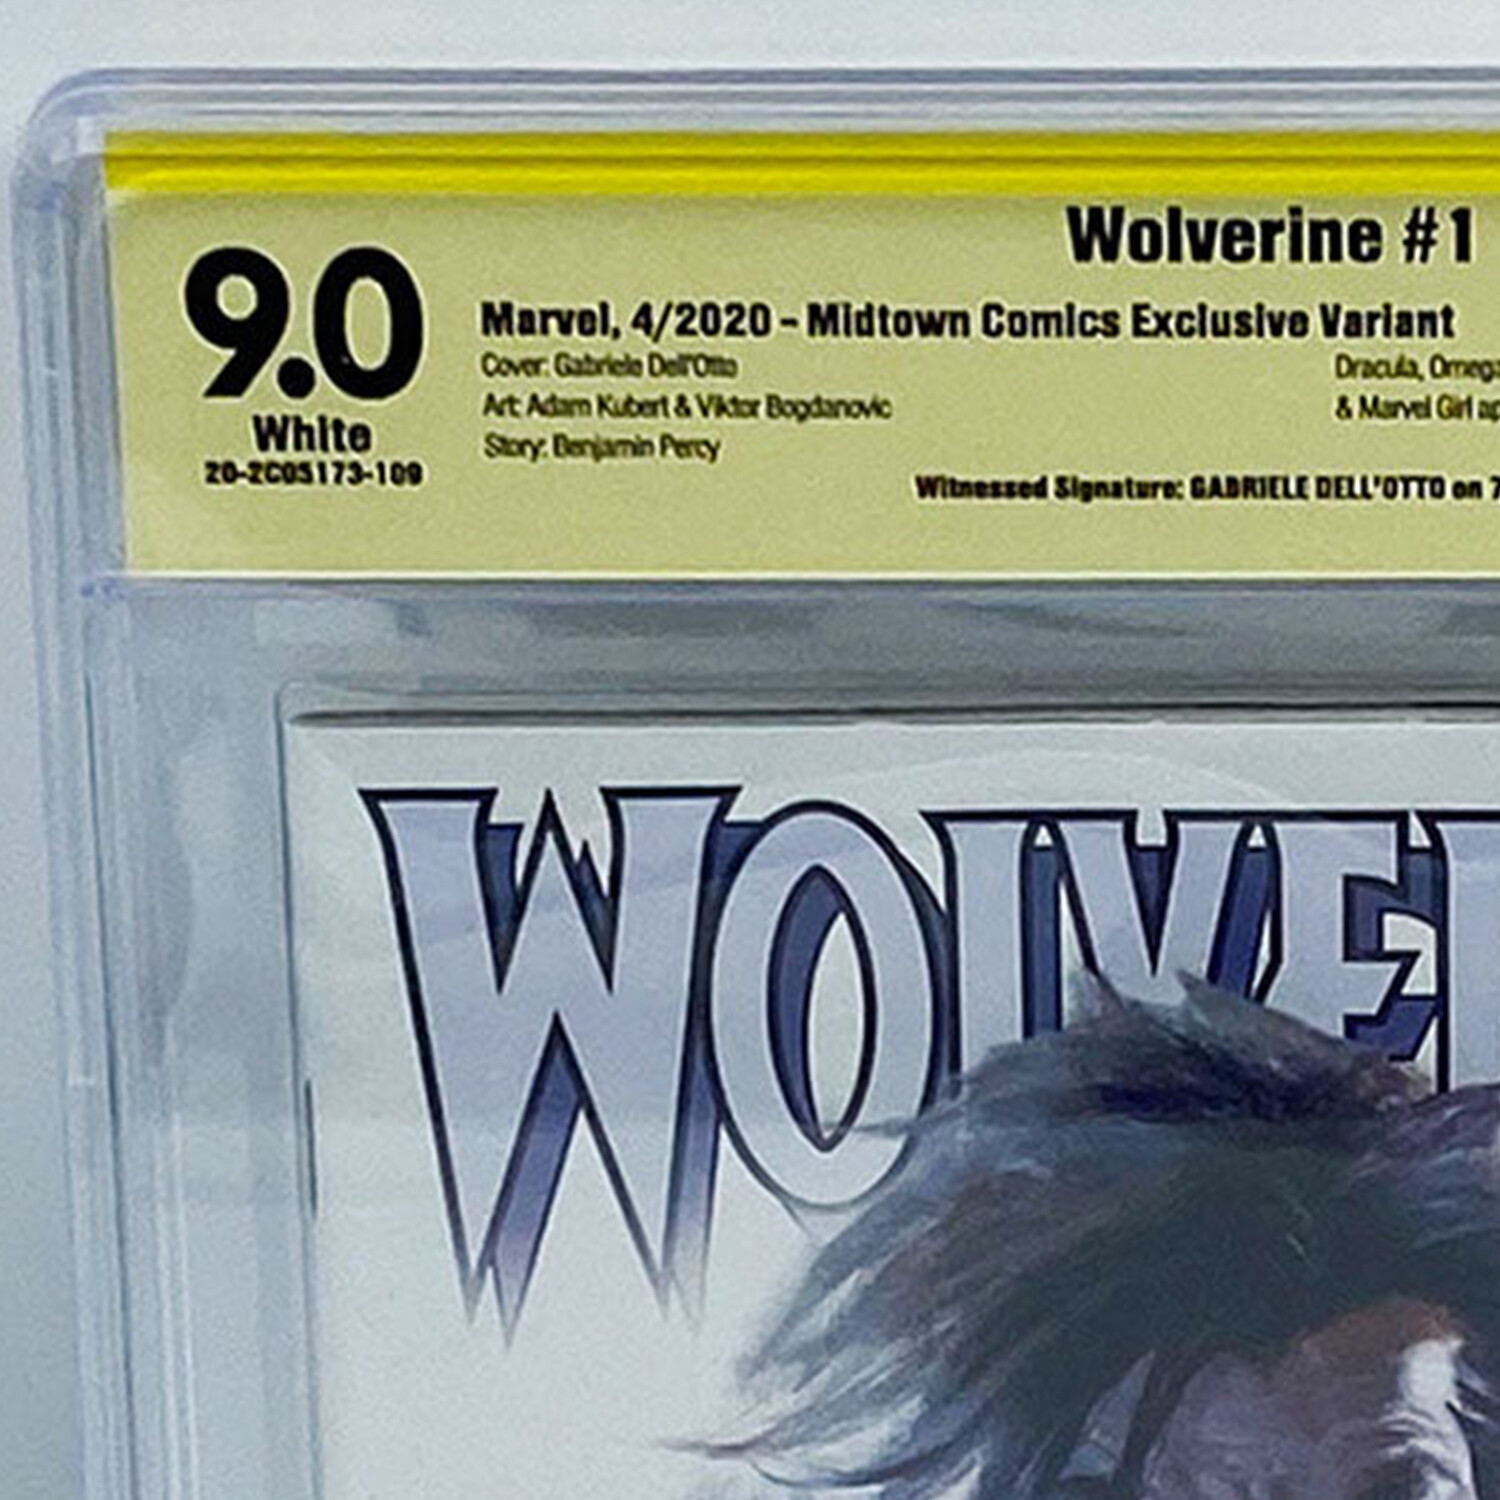 Wolverine #1
9.0
White
20-2C05173-109
Marvel, 4/2020 - Midtown Comics Exclusive Variant
Cover: Gabriele Dell'Otto
Art: Adam Kubert & Viktor Bogdanovic
Story: Benjamin Percy
Dracula, Omega
& Marvel Girl ap
Witnessed Signature: GABRIELE DELL'OTTO on 7
WOLVE